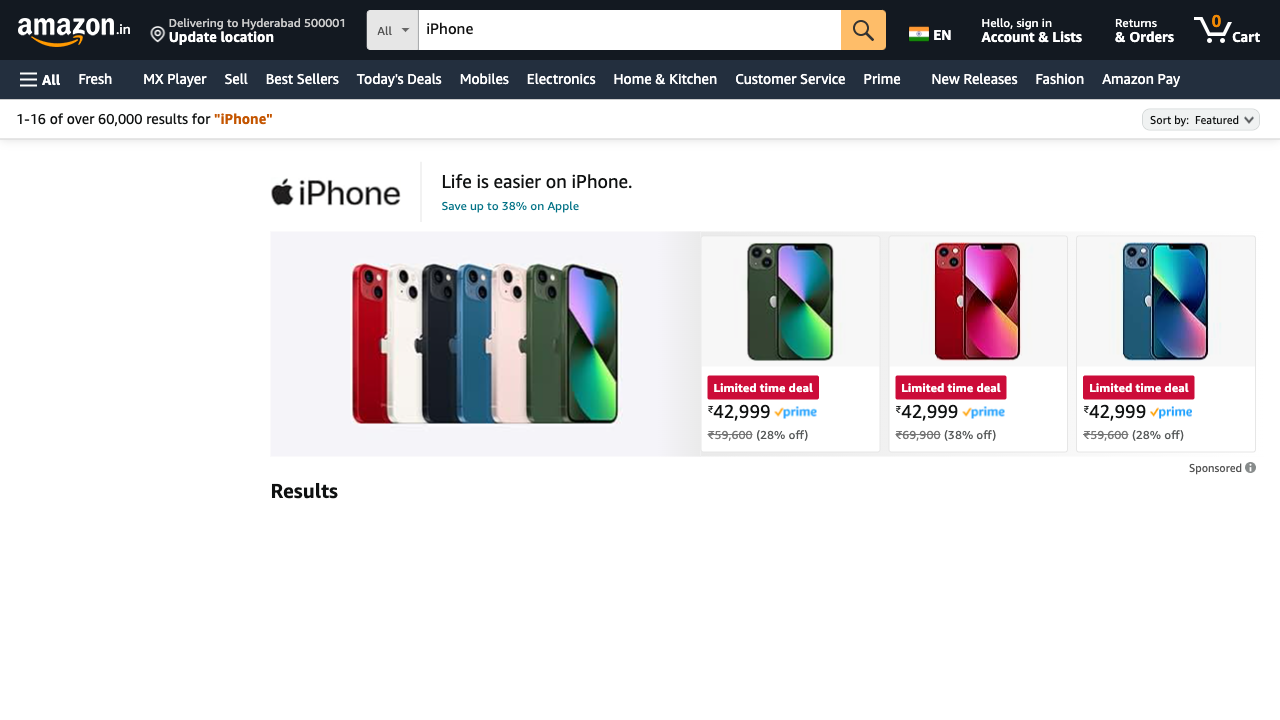 amazon.in
Delivering to Hyderabad 500001
Update location
All
iPhone
EN
Hello, sign in
Account & Lists
Returns
& Orders
0
Cart
All
Fresh
MX Player
Sell
Best Sellers
Today's Deals
Mobiles
Electronics
Home & Kitchen
Customer Service
Prime
New Releases
Fashion
Amazon Pay
1-16 of over 60,000 results for "iPhone"
Sort by: Featured
iPhone
Life is easier on iPhone.
Save up to 38% on Apple
Limited time deal
₹42,999 prime
₹59,600 (28% off)
Limited time deal
₹42,999 prime
₹69,900 (38% off)
Limited time deal
₹42,999 prime
₹59,600 (28% off)
Sponsored
Results